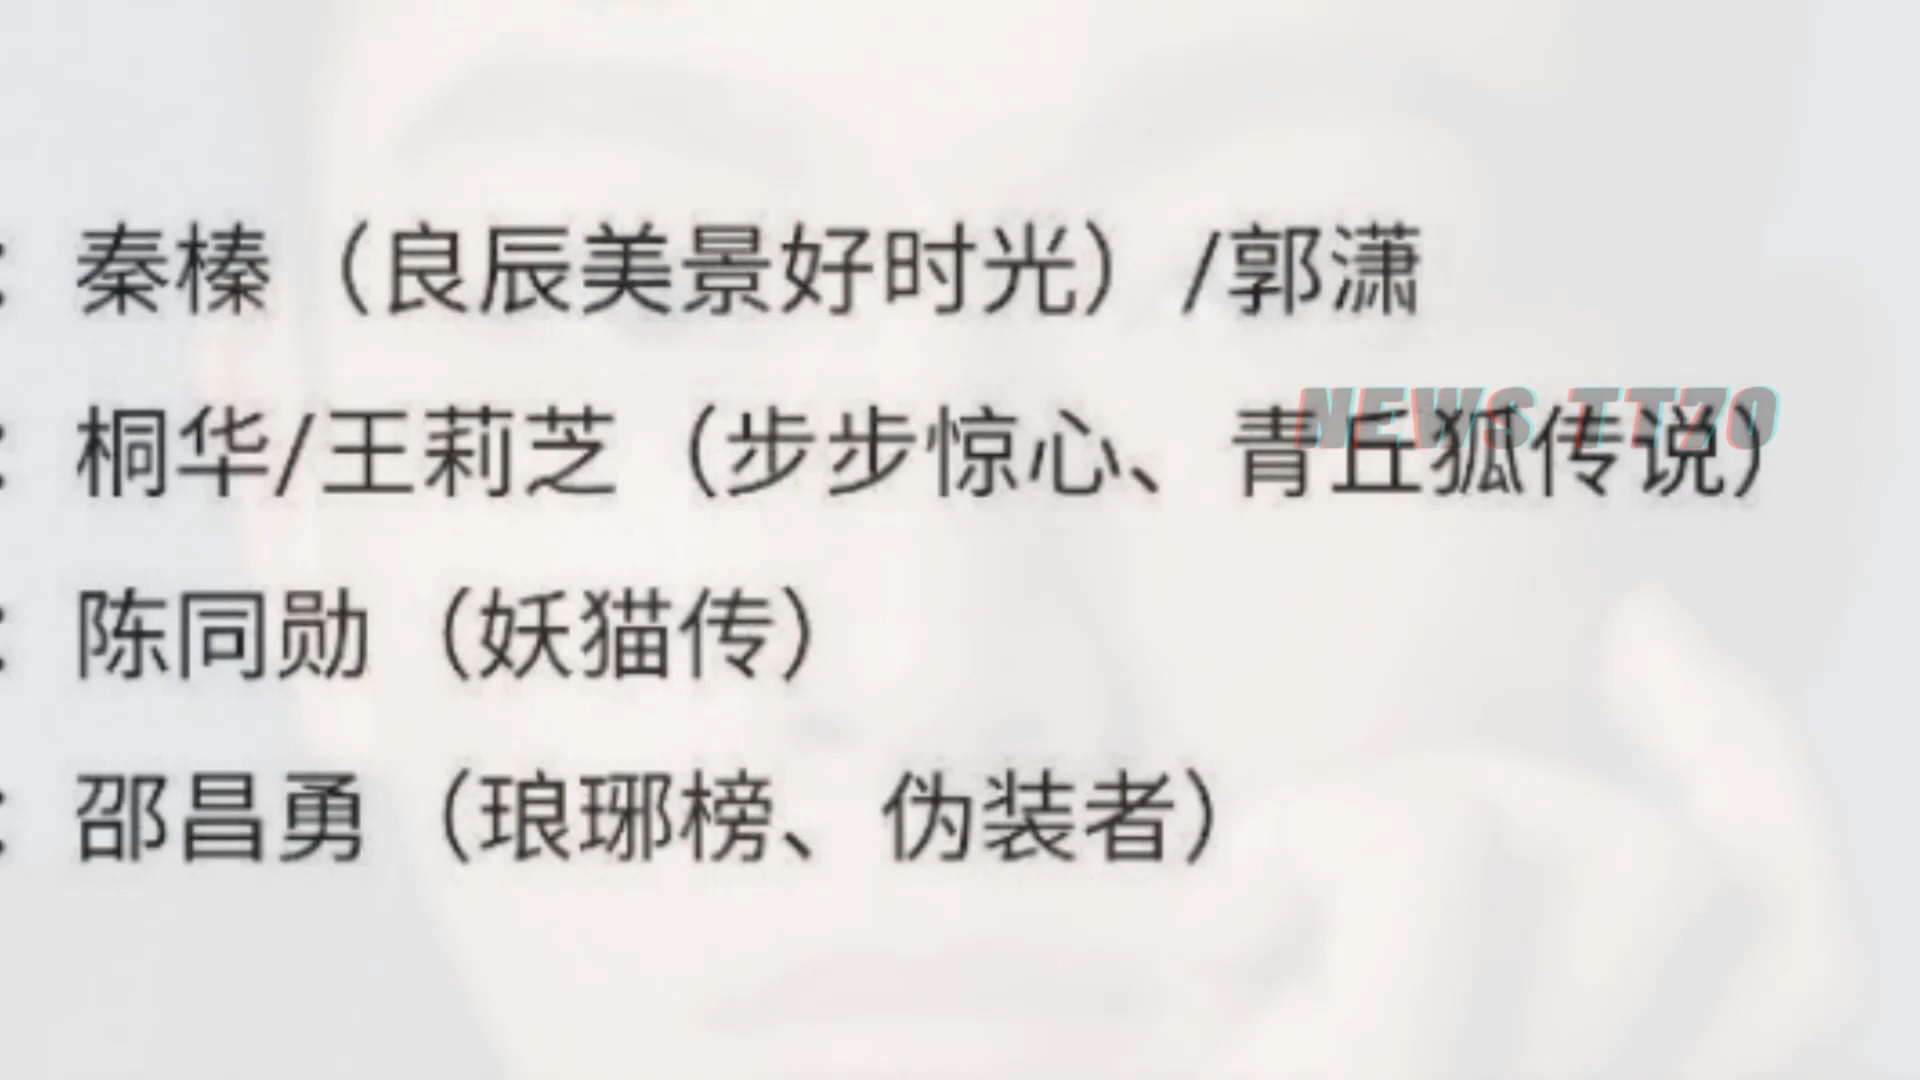 ：秦榛（良辰美景好时光）/郭潇
：桐华/王莉芝（步步惊心、青丘狐传说）
NEWS TT70
：陈同勋（妖猫传）
：邵昌勇（琅琊榜、伪装者）